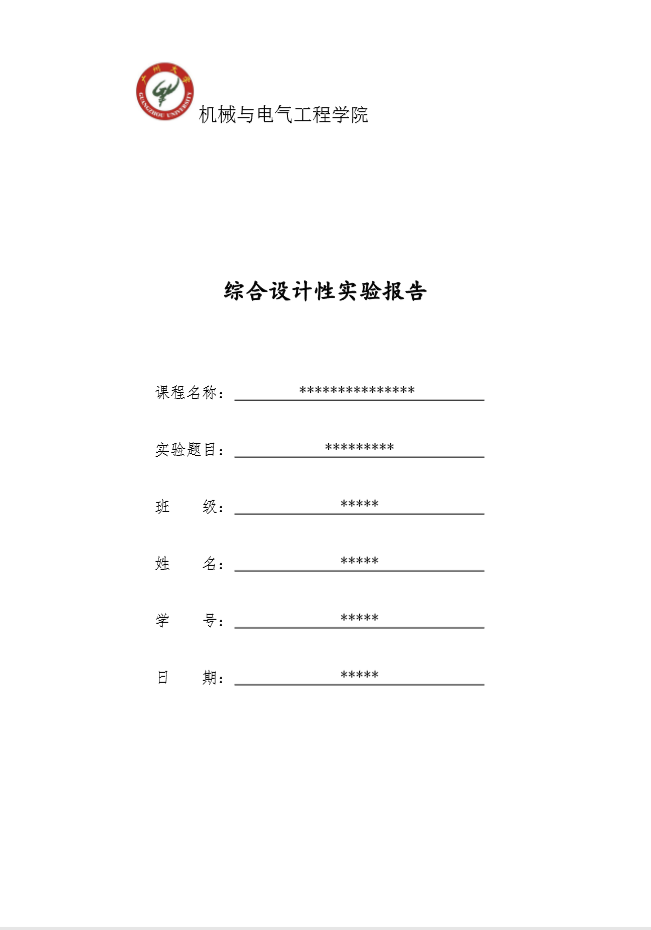 广州大学
GUANGZHOU UNIVERSITY
机械与电气工程学院
综合设计性实验报告
课程名称：***************
实验题目：*********
班 级：*****
姓 名：*****
学 号：*****
日 期：*****